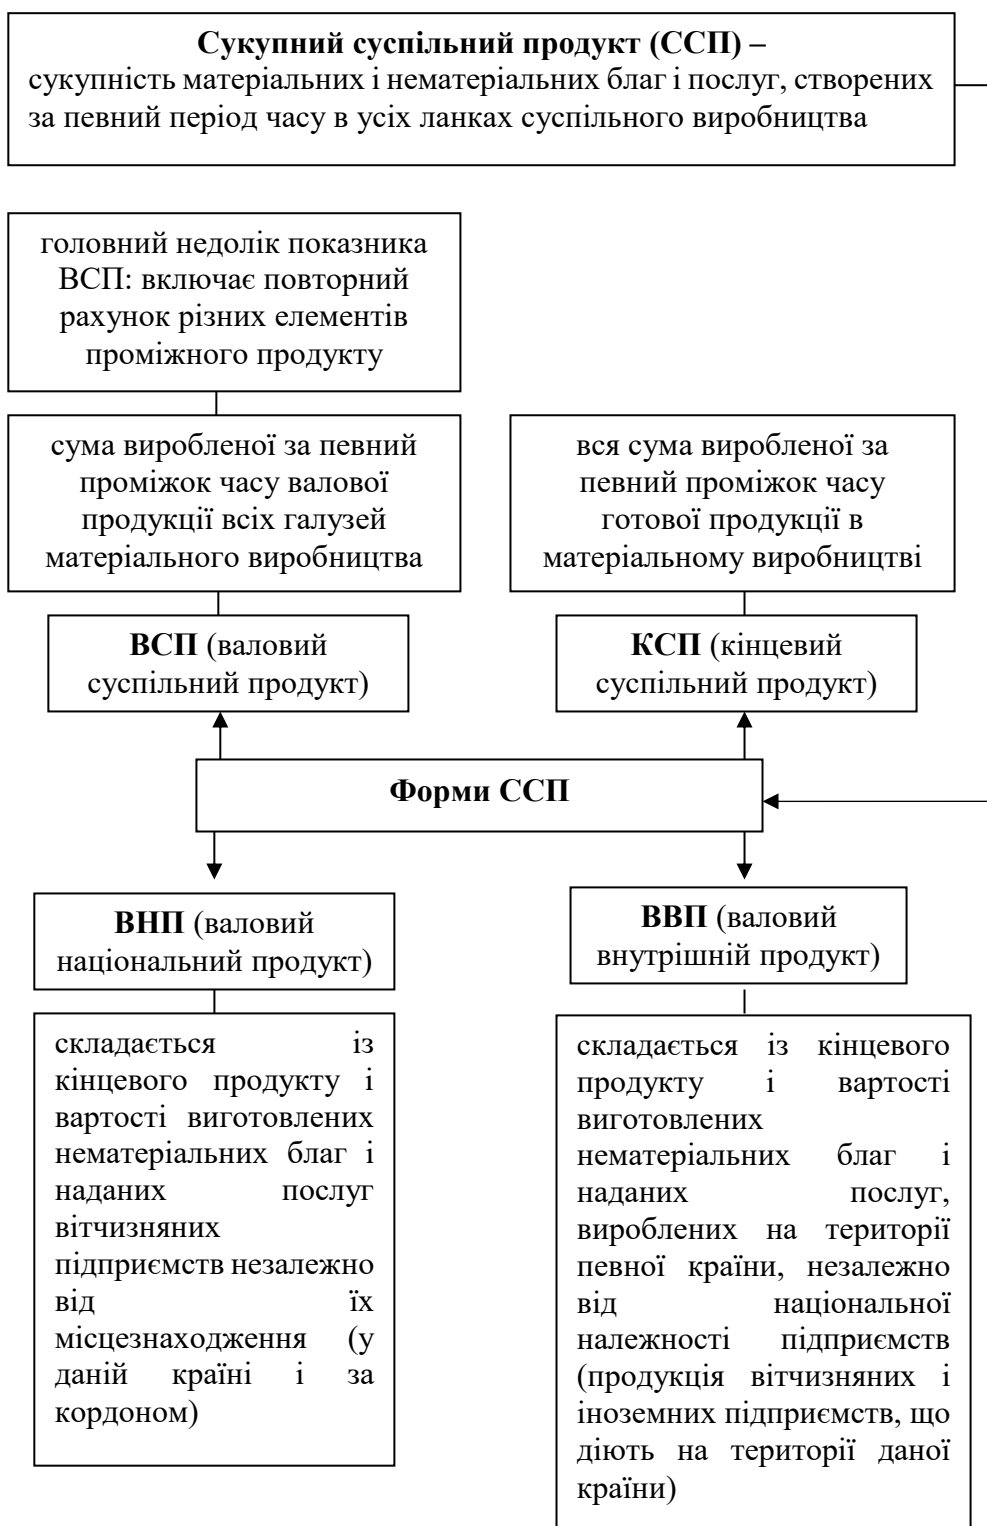 Сукупний суспільний продукт (ССП) –
сукупність матеріальних і нематеріальних благ і послуг, створених
за певний період часу в усіх ланках суспільного виробництва
головний недолік показника
ВСП: включає повторний
рахунок різних елементів
проміжного продукту
сума виробленої за певний
проміжок часу валової
продукції всіх галузей
матеріального виробництва
вся сума виробленої за
певний проміжок часу
готової продукції в
матеріальному виробництві
ВСП (валовий
суспільний продукт)
КСП (кінцевий
суспільний продукт)
Форми ССП
ВНП (валовий
національний продукт)
ВВП (валовий
внутрішній продукт)
складається із
кінцевого продукту і
вартості виготовлених
нематеріальних благ і
наданих послуг
вітчизняних
підприємств незалежно
від їх
місцезнаходження (у
даній країні і за
кордоном)
складається із кінцевого
продукту і вартості
виготовлених
нематеріальних благ і
наданих послуг,
вироблених на території
певної країни, незалежно
від національної
належності підприємств
(продукція вітчизняних і
іноземних підприємств, що
діють на території даної
країни)